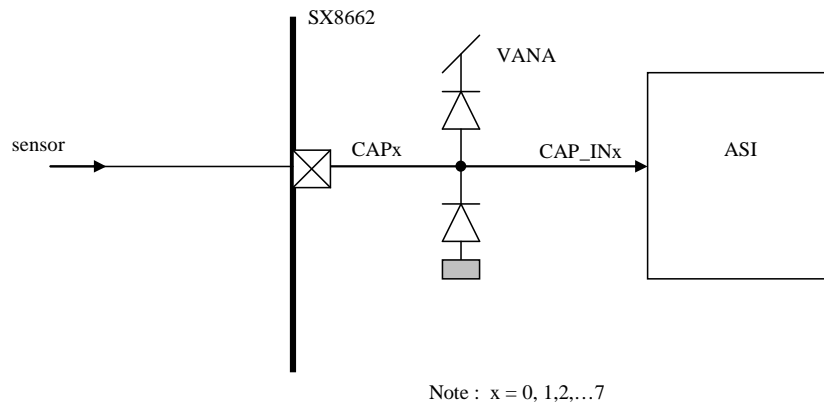 SX8662
VANA
sensor
CAPx
CAP_INx
ASI
Note : x = 0, 1,2,…7